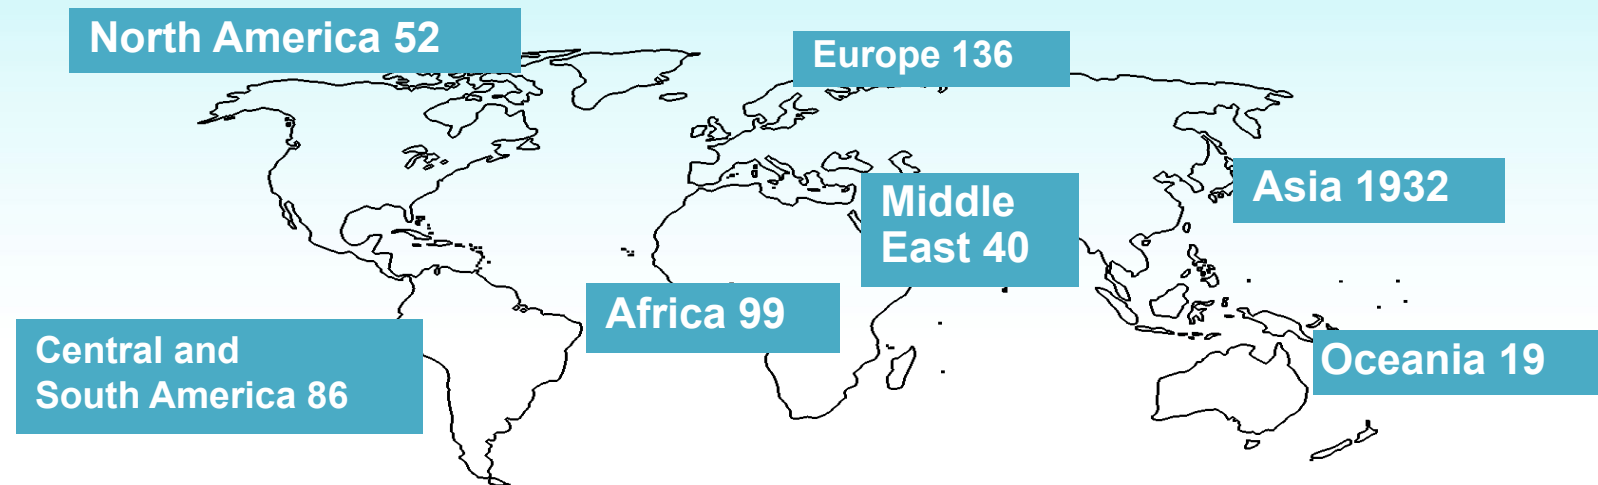 North America 52
Europe 136
Asia 1932
Middle
East 40
Africa 99
Central and
South America 86
Oceania 19